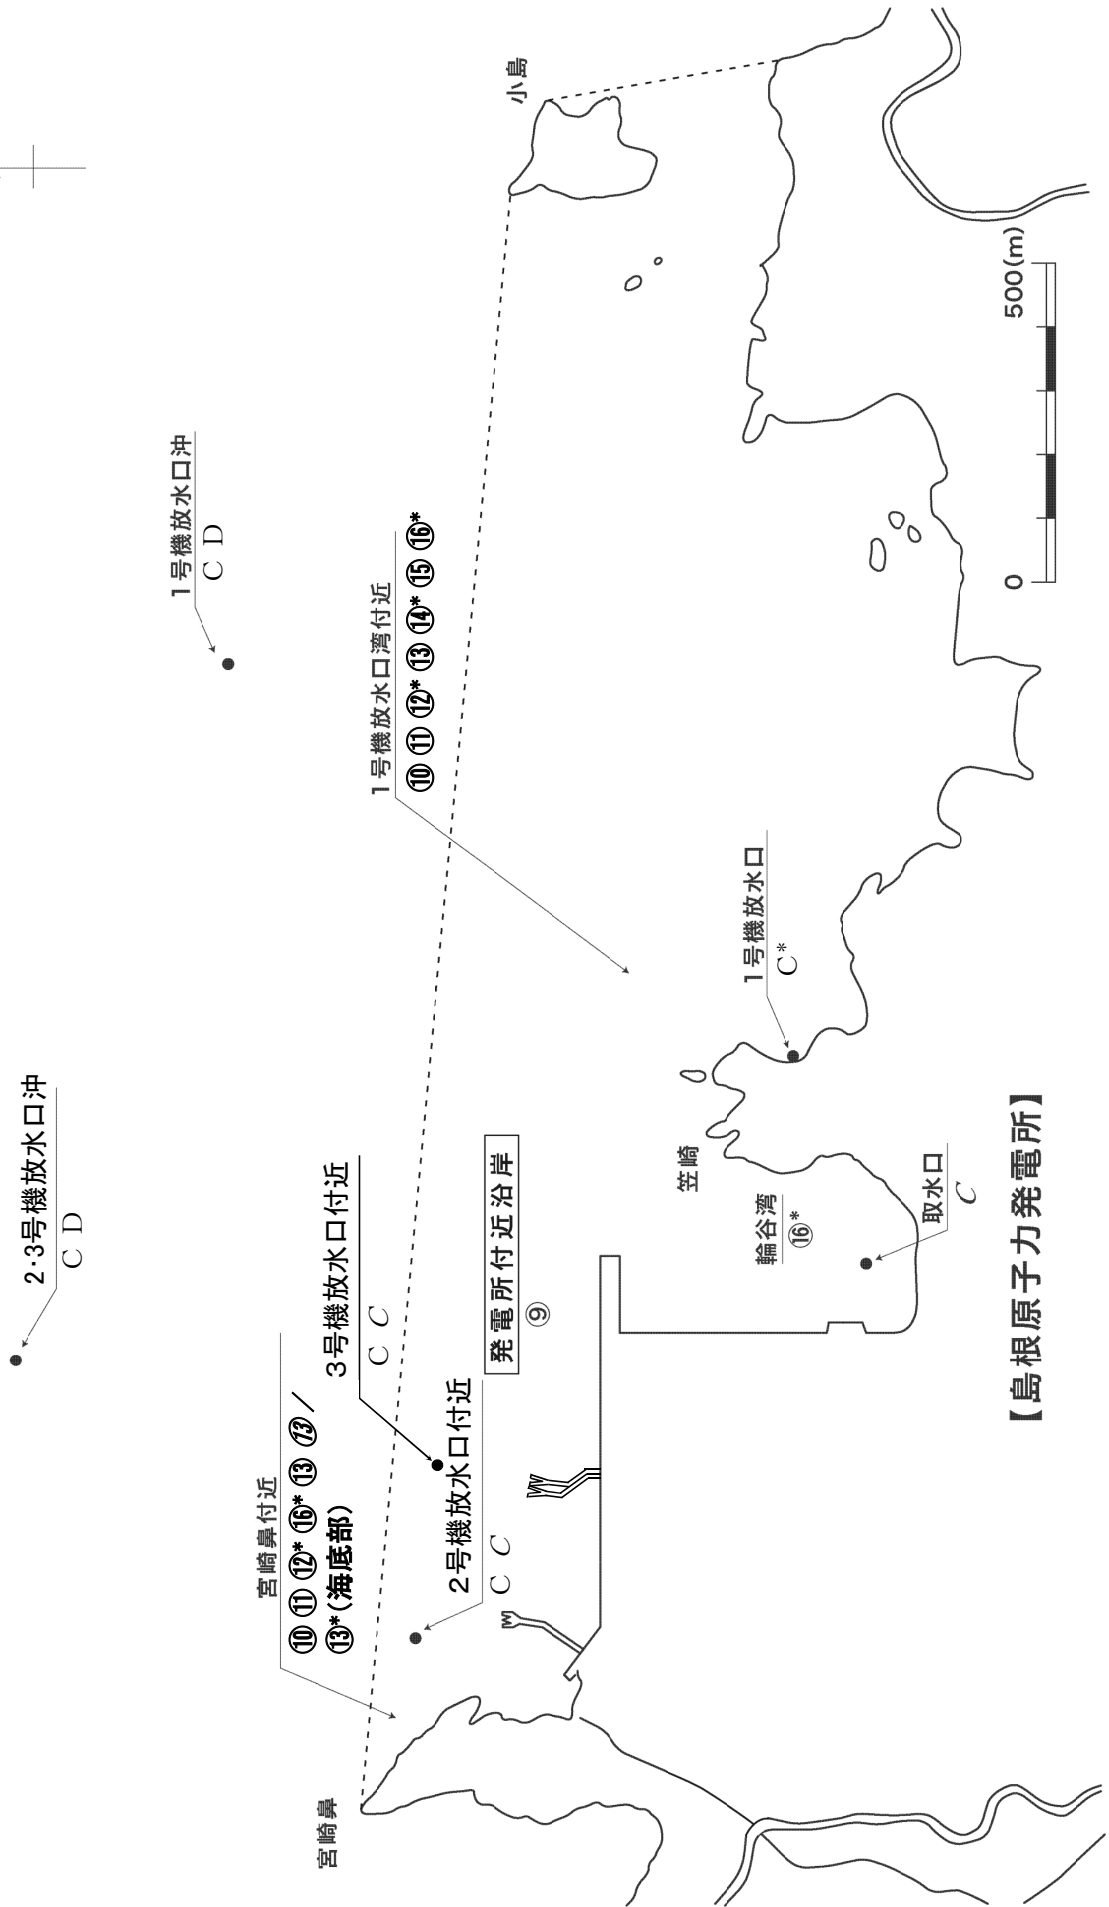 2・3号機放水口沖
C D
1号機放水口沖
C D
宮崎鼻付近
⑩ ⑪ ⑫* ⑯* ⑬ ⑬ /
⑬*(海底部)
3号機放水口付近
C C
1号機放水口湾付近
⑩ ⑪ ⑫* ⑬ ⑭* ⑮ ⑯*
小島
宮崎鼻
2号機放水口付近
C C
発電所付近沿岸
⑨
笠崎
1号機放水口
C*
輪谷湾
⑯*
取水口
C
【島根原子力発電所】
0 500(m)